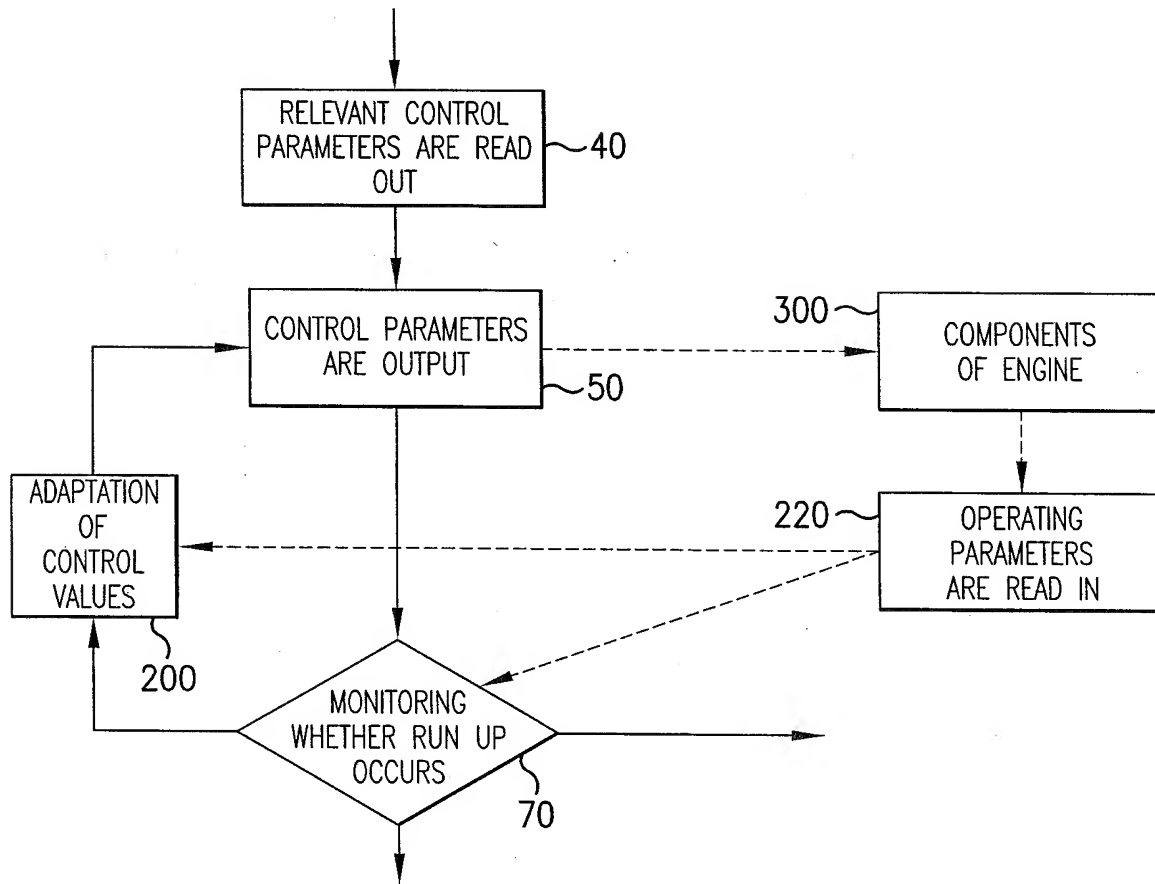 RELEVANT CONTROL
PARAMETERS ARE READ
OUT
40
CONTROL PARAMETERS
ARE OUTPUT
50
300
COMPONENTS
OF ENGINE
ADAPTATION
OF
CONTROL
VALUES
200
220
OPERATING
PARAMETERS
ARE READ IN
MONITORING
WHETHER RUN UP
OCCURS
70